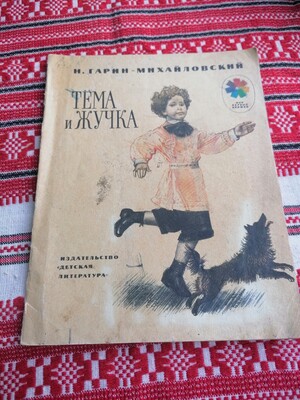 Н. ГАРИН - МИХАЙЛОВСКИЙ
ТЕМА
и ЖУЧКА
ИЗДАТЕЛЬСТВО
«ДЕТСКАЯ
ЛИТЕРАТУРА»